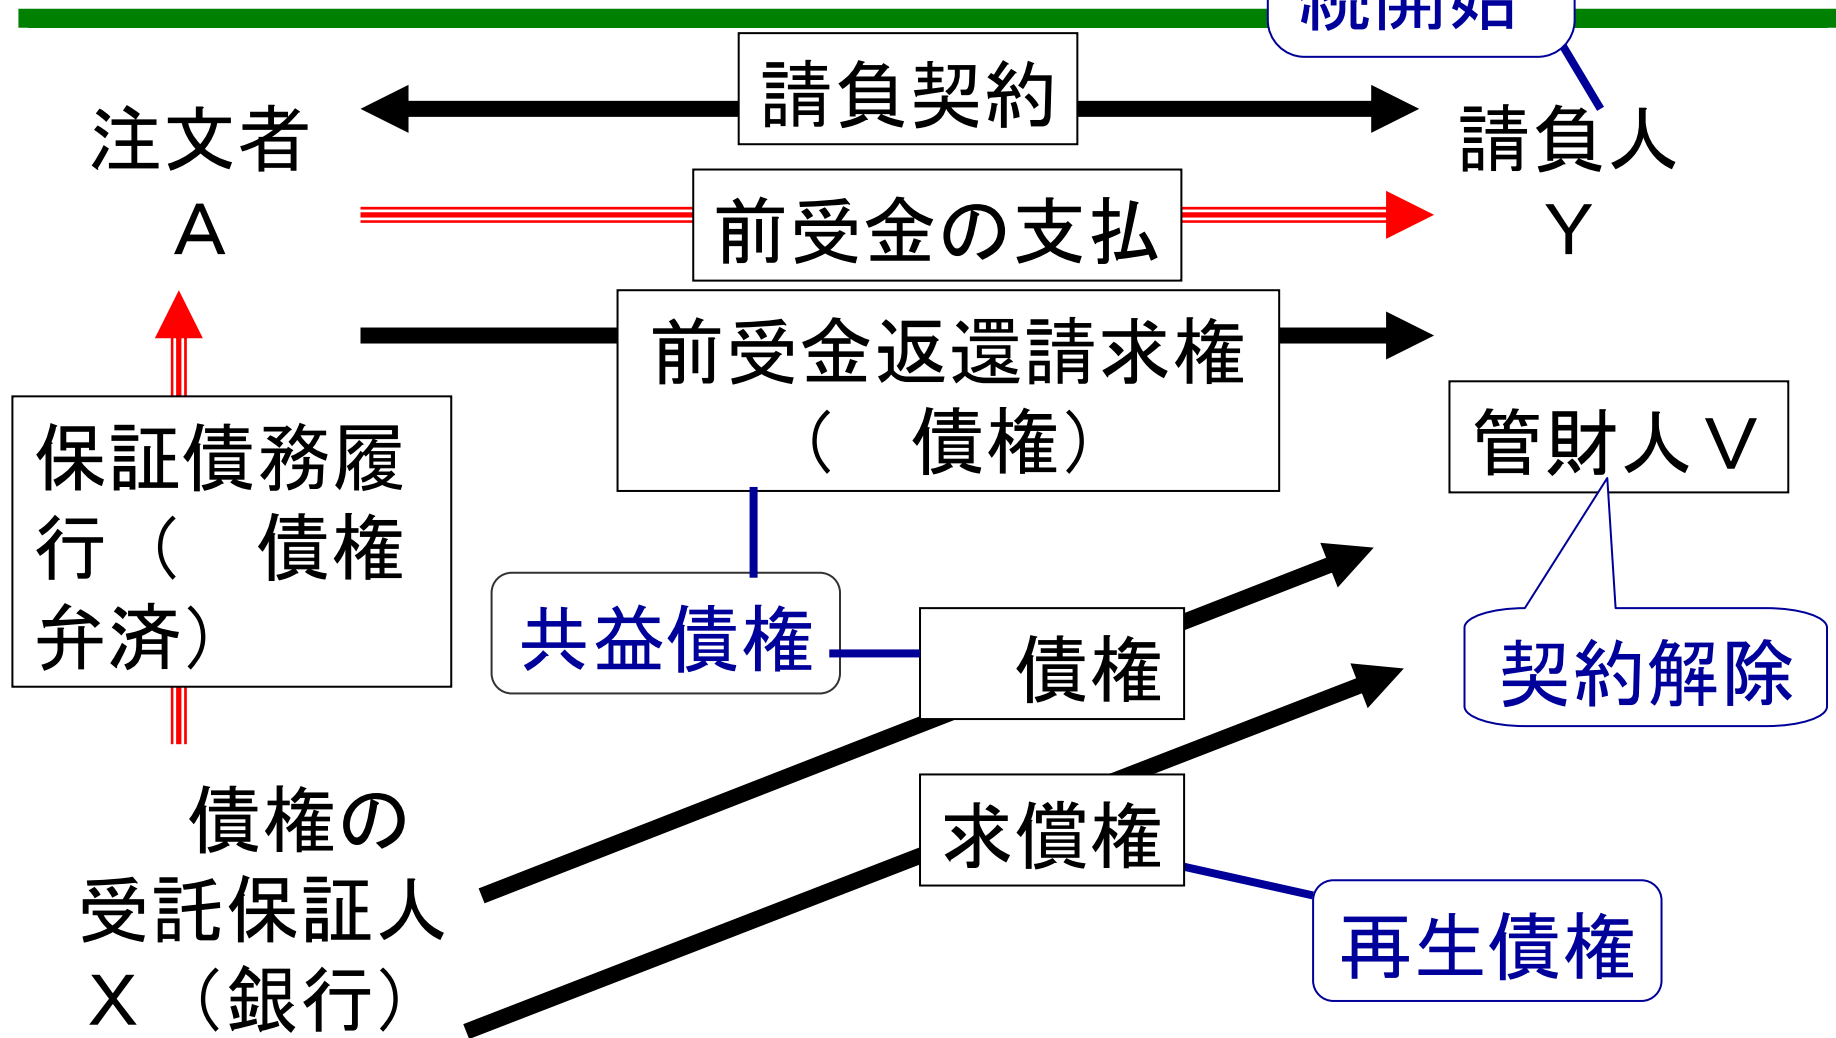 続開始
請負契約
注文者
A
請負人
Y
前受金の支払
前受金返還請求権
( 債権)
管財人V
保証債務履
行( 債権
弁済)
共益債権
債権
契約解除
求償権
債権の
受託保証人
X(銀行)
再生債権